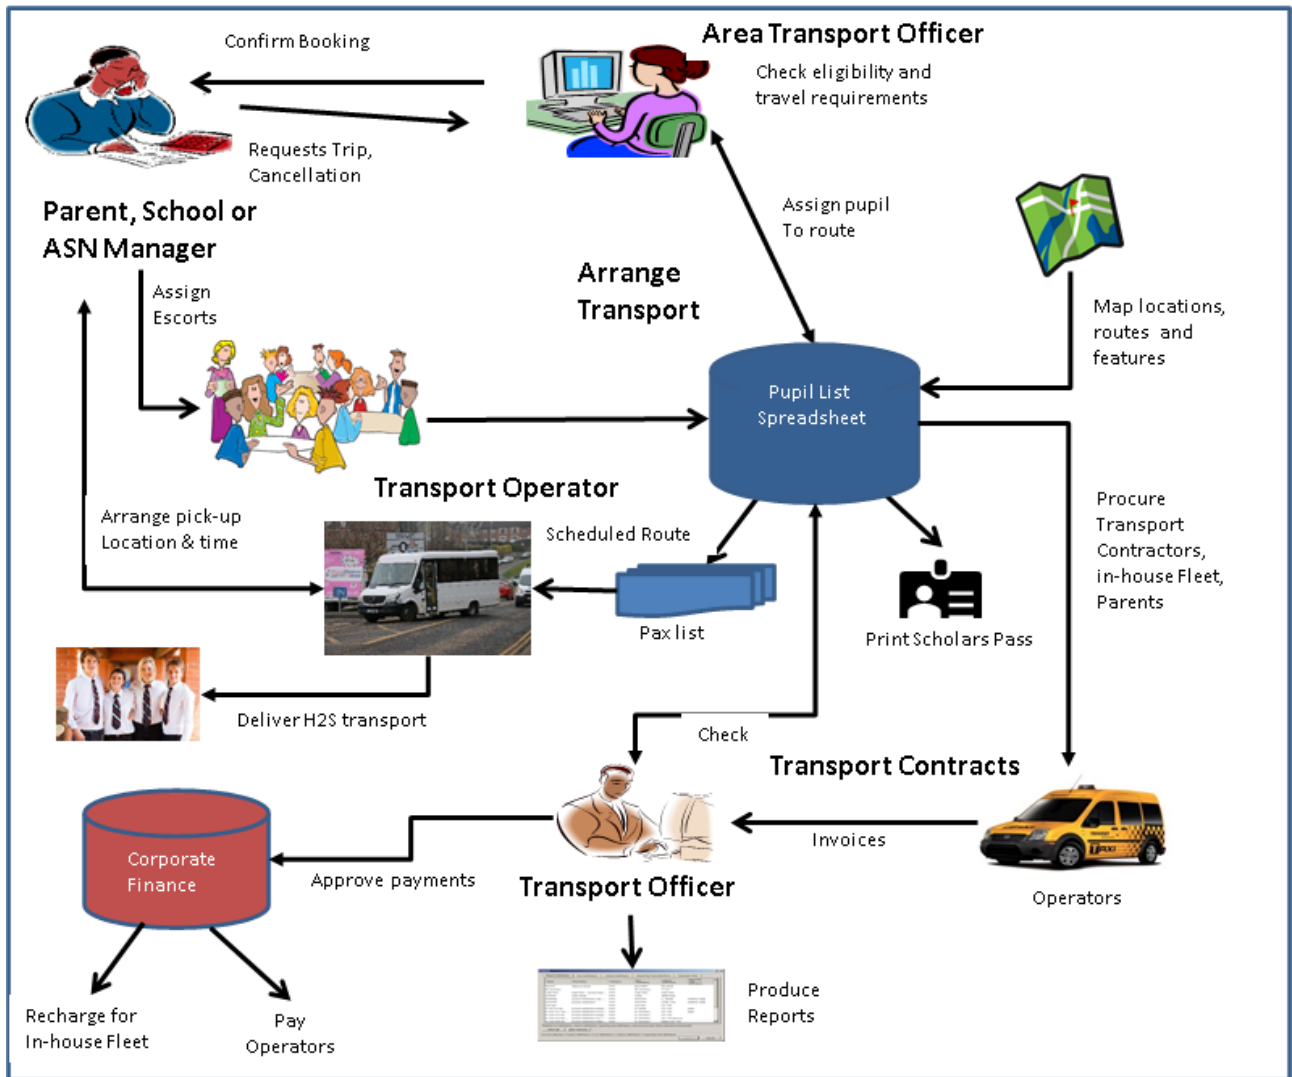 Confirm Booking
Area Transport Officer
Check eligibility and
travel requirements
Requests Trip,
Cancellation
Parent, School or
ASN Manager
Assign pupil
To route
Arrange
Transport
Assign
Escorts
Map locations,
routes and
features
Pupil List
Spreadsheet
Transport Operator
Arrange pick-up
Location & time
Scheduled Route
Procure
Transport
Contractors,
in-house Fleet,
Parents
Pax list
Print Scholars Pass
Deliver H2S transport
Check
Transport Contracts
Invoices
Operators
Corporate
Finance
Approve payments
Transport Officer
Produce
Reports
Recharge for
In-house Fleet
Pay
Operators